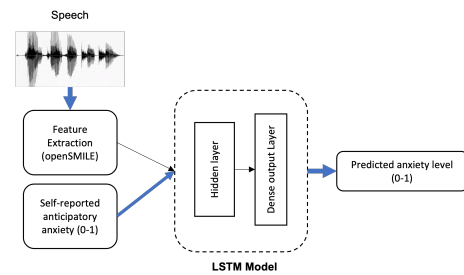 Speech
Feature
Extraction
(openSMILE)
Self-reported
anticipatory
anxiety (0-1)
Hidden layer
Dense output Layer
Predicted anxiety level
(0-1)
LSTM Model